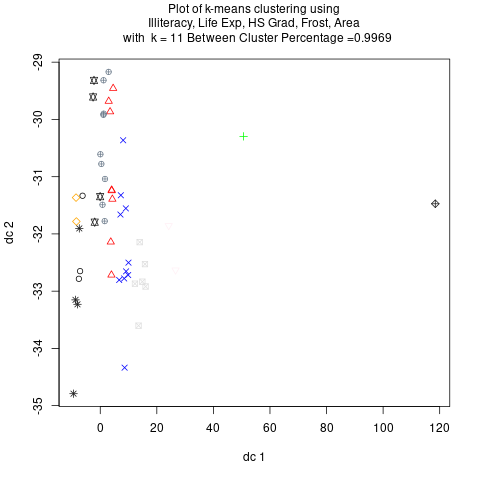 Plot of k-means clustering using
Illiteracy, Life Exp, HS Grad, Frost, Area
with  k = 11 Between Cluster Percentage =0.9969
-29
-30
-31
-32
-33
-34
-35
dc 2
0
20
40
60
80
100
120
dc 1